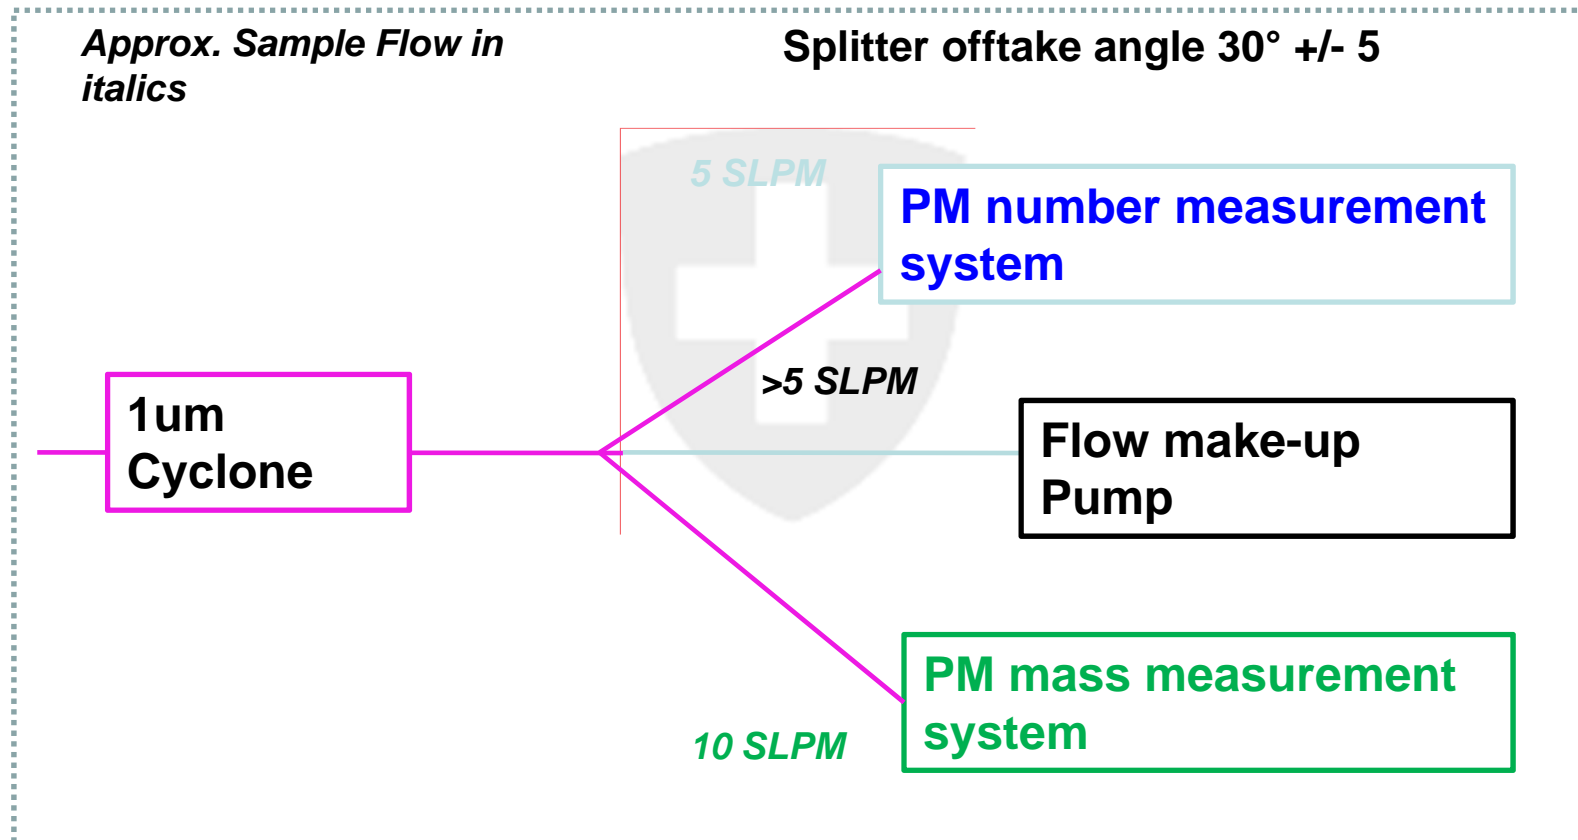 Approx. Sample Flow in
italics
Splitter offtake angle 30° +/- 5
5 SLPM
PM number measurement
system
>5 SLPM
1um
Cyclone
Flow make-up
Pump
PM mass measurement
system
10 SLPM